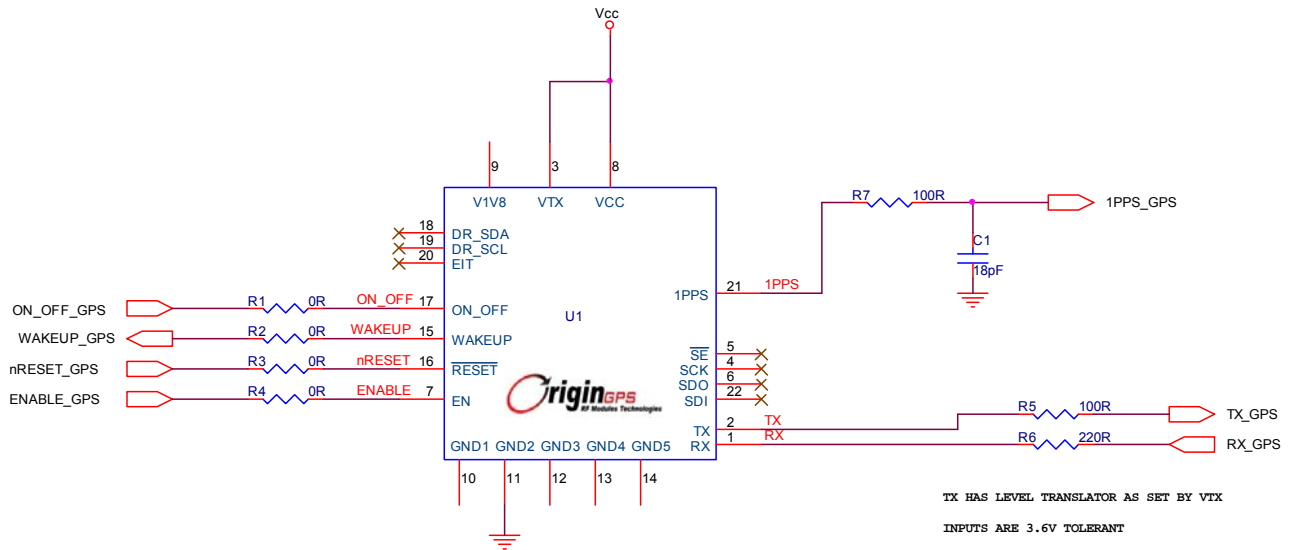 Vcc
9
3
8
V1V8
VTX
VCC
R7
100R
1PPS_GPS
18
DR_SDA
19
DR_SCL
20
EIT
C1
18pF
21
1PPS
1PPS
ON_OFF_GPS
R1
0R
ON_OFF
17
ON_OFF
U1
WAKEUP_GPS
R2
0R
WAKEUP
15
WAKEUP
nRESET_GPS
R3
0R
nRESET
16
RESET
ENABLE_GPS
R4
0R
ENABLE
7
EN
OriginGPS
RF Modules Technologies
5
SE
4
SCK
6
SDO
22
SDI
2
TX
TX
R5
100R
TX_GPS
1
RX
RX
R6
220R
RX_GPS
GND1
GND2
GND3
GND4
GND5
10
11
12
13
14
TX HAS LEVEL TRANSLATOR AS SET BY VTX
INPUTS ARE 3.6V TOLERANT